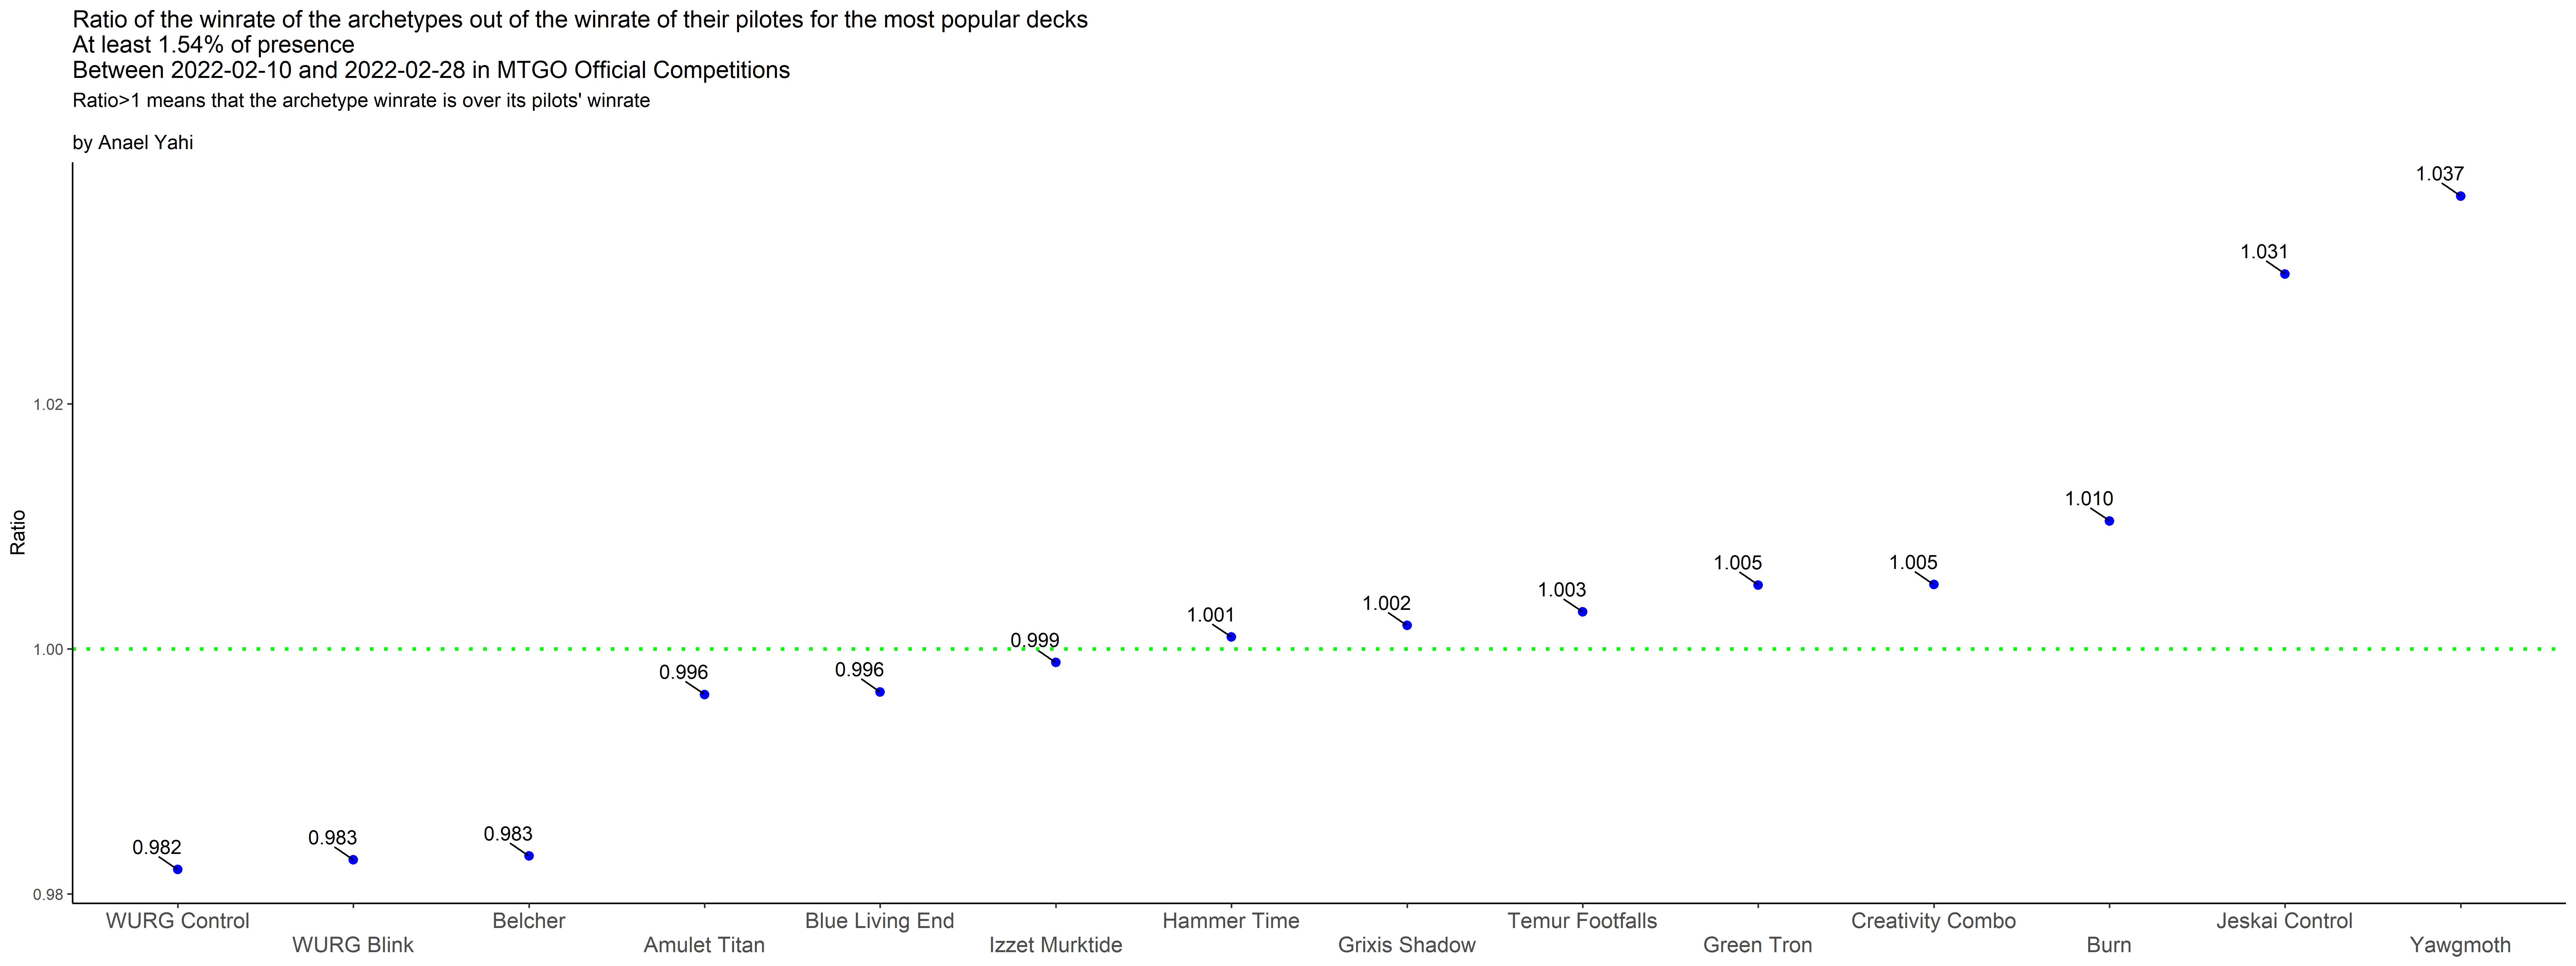 Ratio of the winrate of the archetypes out of the winrate of their pilotes for the most popular decks
At least 1.54% of presence
Between 2022-02-10 and 2022-02-28 in MTGO Official Competitions
Ratio>1 means that the archetype winrate is over its pilots' winrate
by Anael Yahi
1.037
1.031
1.02
1.010
Ratio
1.005
1.005
1.003
1.002
1.001
0.999
1.00
0.996
0.996
0.983
0.983
0.982
0.98
WURG Control
WURG Blink
Belcher
Amulet Titan
Blue Living End
Izzet Murktide
Hammer Time
Grixis Shadow
Temur Footfalls
Green Tron
Creativity Combo
Burn
Jeskai Control
Yawgmoth